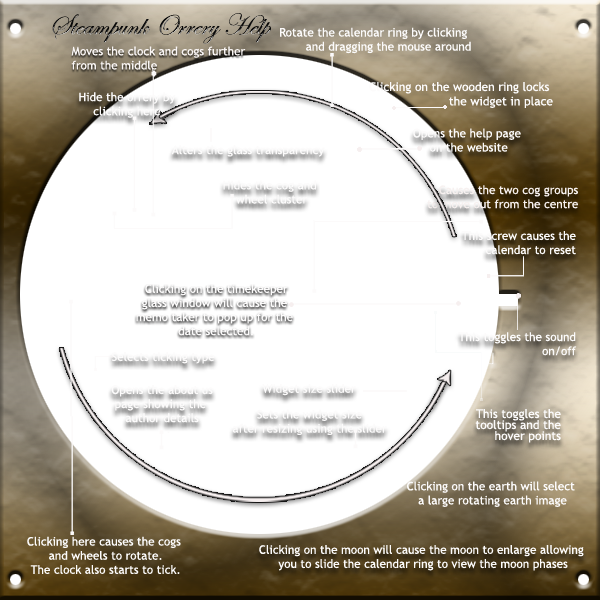 Steampunk Orrery Help
Rotate the calendar ring by clicking
and dragging the mouse around
Moves the clock and cogs further
from the middle
Clicking on the wooden ring locks
the widget in place
Hide the orrery by
clicking here
Opens the help page
on the website
Alters the glass transparency
Hides the cog and
wheel cluster
Causes the two cog groups
to move out from the centre
This screw causes the
calendar to reset
Clicking on the timekeeper
glass window will cause the
memo taker to pop up for the
date selected.
This toggles the sound
on/off
Selects ticking type
Opens the about us
page showing the
author details
Widget size slider
Sets the widget size
after resizing using the slider
This toggles the
tooltips and the
hover points
Clicking on the earth will select
a large rotating earth image
Clicking here causes the cogs
and wheels to rotate.
The clock also starts to tick.
Clicking on the moon will cause the moon to enlarge allowing
you to slide the calendar ring to view the moon phases